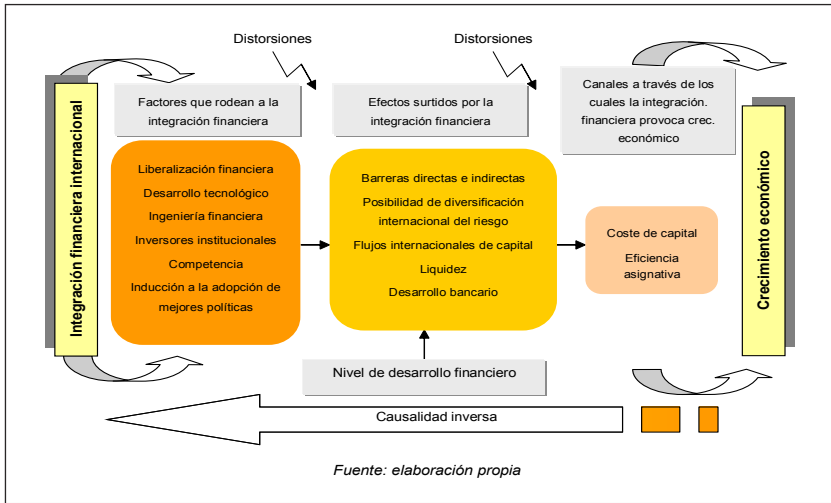 Distorsiones
Distorsiones
Integración financiera internacional
Factores que rodean a la
integración financiera
Efectos surtidos por la
integración financiera
Canales a través de los
cuales la integración.
financiera provoca crec.
económico
Liberalización financiera
Desarrollo tecnológico
Ingeniería financiera
Inversores institucionales
Competencia
Inducción a la adopción de
mejores políticas
Barreras directas e indirectas
Posibilidad de diversificación
internacional del riesgo
Flujos internacionales de capital
Liquidez
Desarrollo bancario
Coste de capital
Eficiencia
asignativa
Crecimiento económico
Nivel de desarrollo financiero
Causalidad inversa
Fuente: elaboración propia